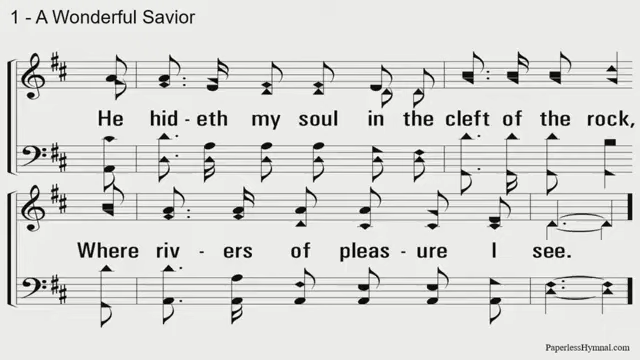 1 - A Wonderful Savior
He hid - eth my soul in the cleft of the rock,
Where riv - ers of pleas - ure I see.
PaperlessHymnal.com